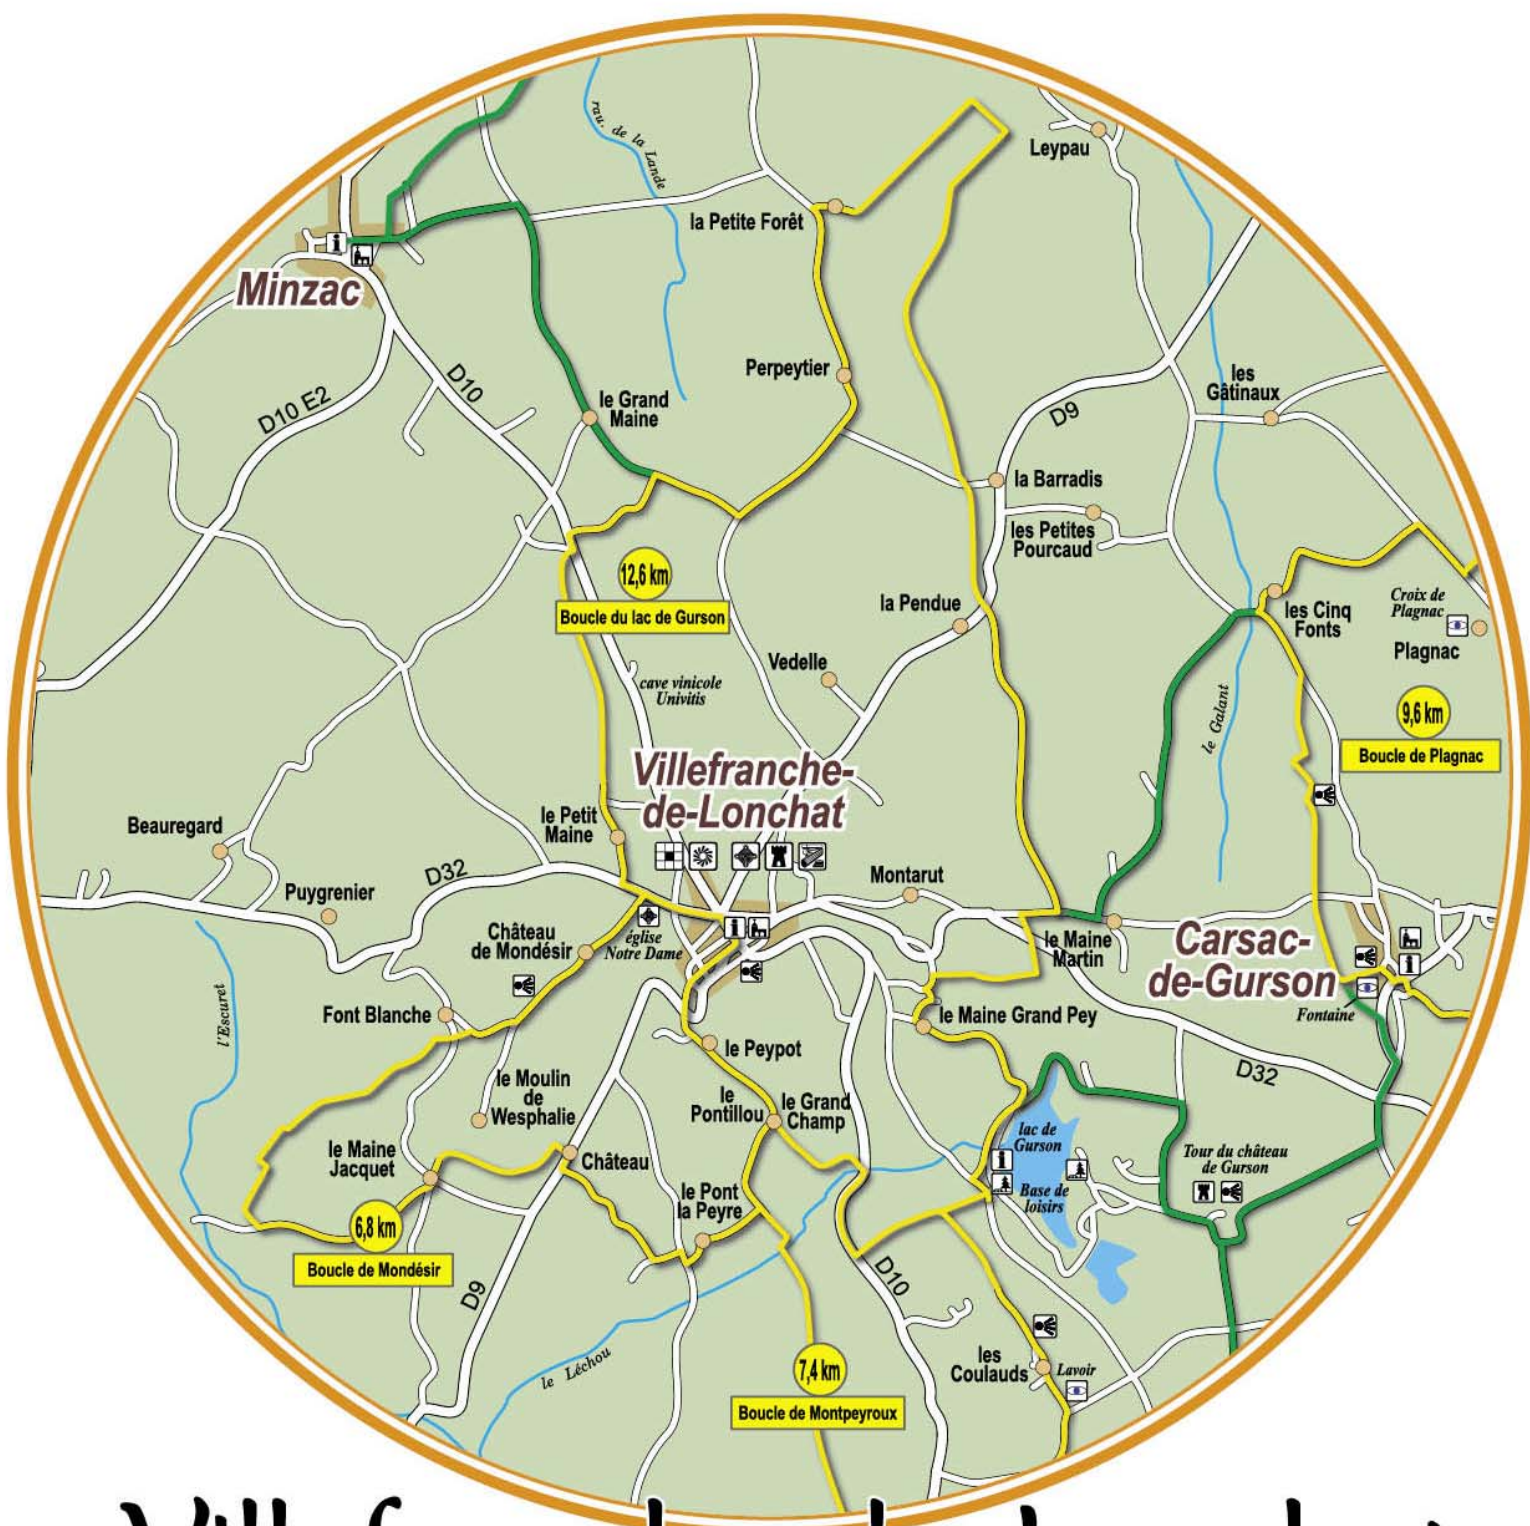 rau. de la Lande
Leypau
la Petite Forêt
Minzac
Perpeytier
D10
D10 E2
le Grand
Maine
les
Gâtinaux
D9
la Barradis
les Petites
Pourcaud
12,6 km
Boucle du lac de Gurson
la Pendue
les Cinq
Fonts
Croix de
Plagnac
Plagnac
Vedelle
cave vinicole
Univitis
le Galant
9,6 km
Boucle de Plagnac
Villefranche-
de-Lonchat
le Petit
Maine
Beauregard
D32
Puygrenier
Montarut
Château
de Mondésir
église
Notre Dame
le Maine
Martin
Carsac-
de-Gurson
l'Escuret
Font Blanche
le Maine Grand Pey
Fontaine
le Peypot
D32
le Moulin
de
Wesphalie
le
Pontillou
le Grand
Champ
lac de
Gurson
le Maine
Jacquet
Château
Tour du château
de Gurson
le Pont
la Peyre
Base de
loisirs
6,8 km
Boucle de Mondésir
D9
D10
le Léchou
7,4 km
Boucle de Montpeyroux
les
Coulauds
Lavoir